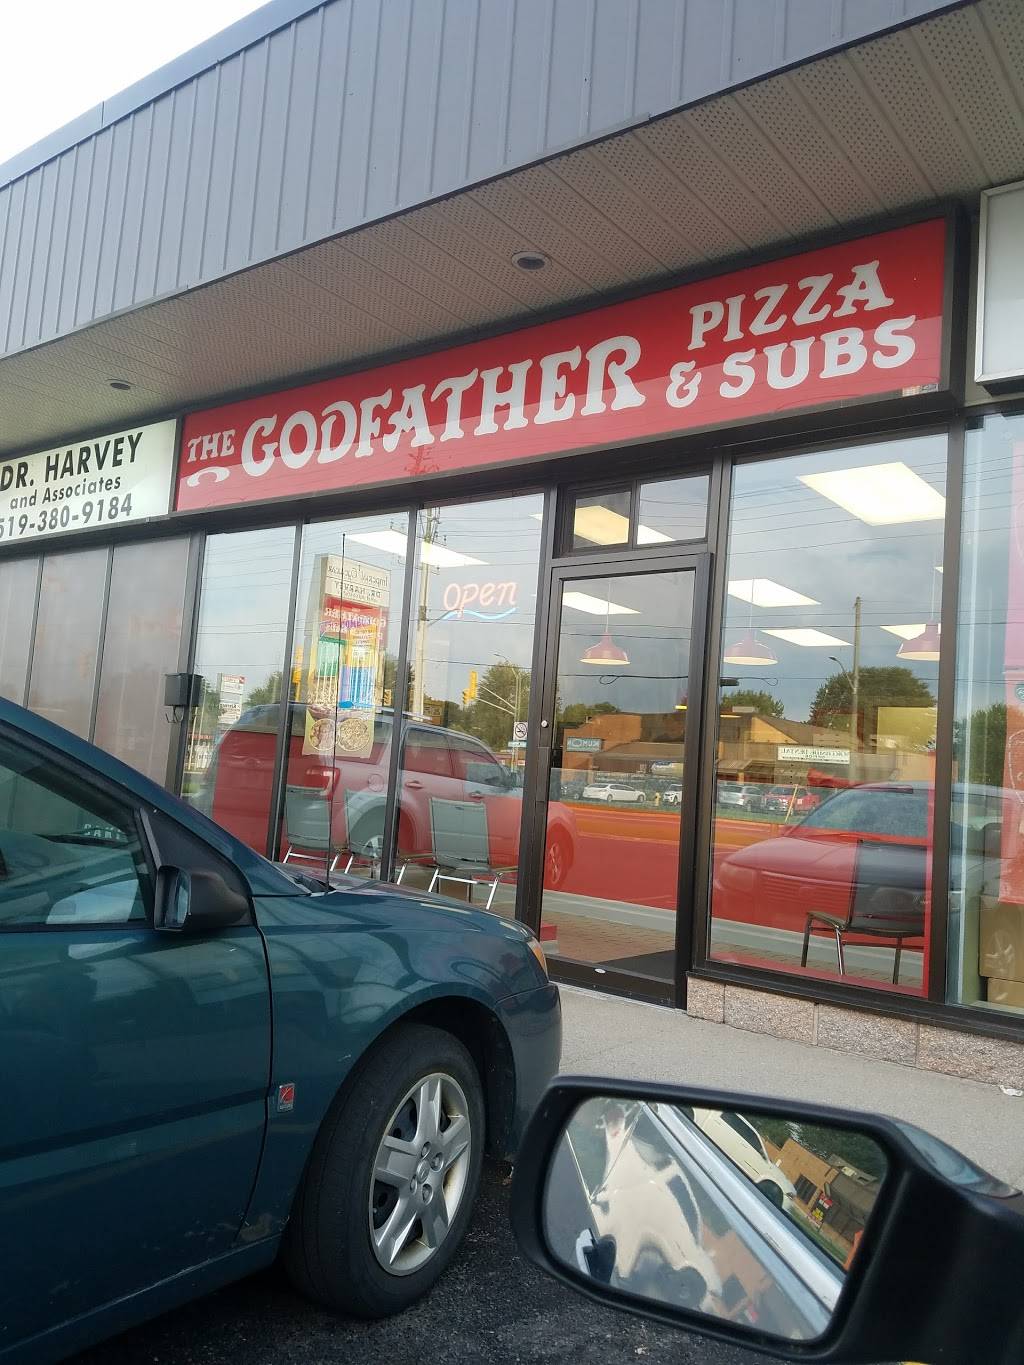 THE GODFATHER PIZZA
& SUBS
DR. HARVEY
and Associates
519-380-9184
open